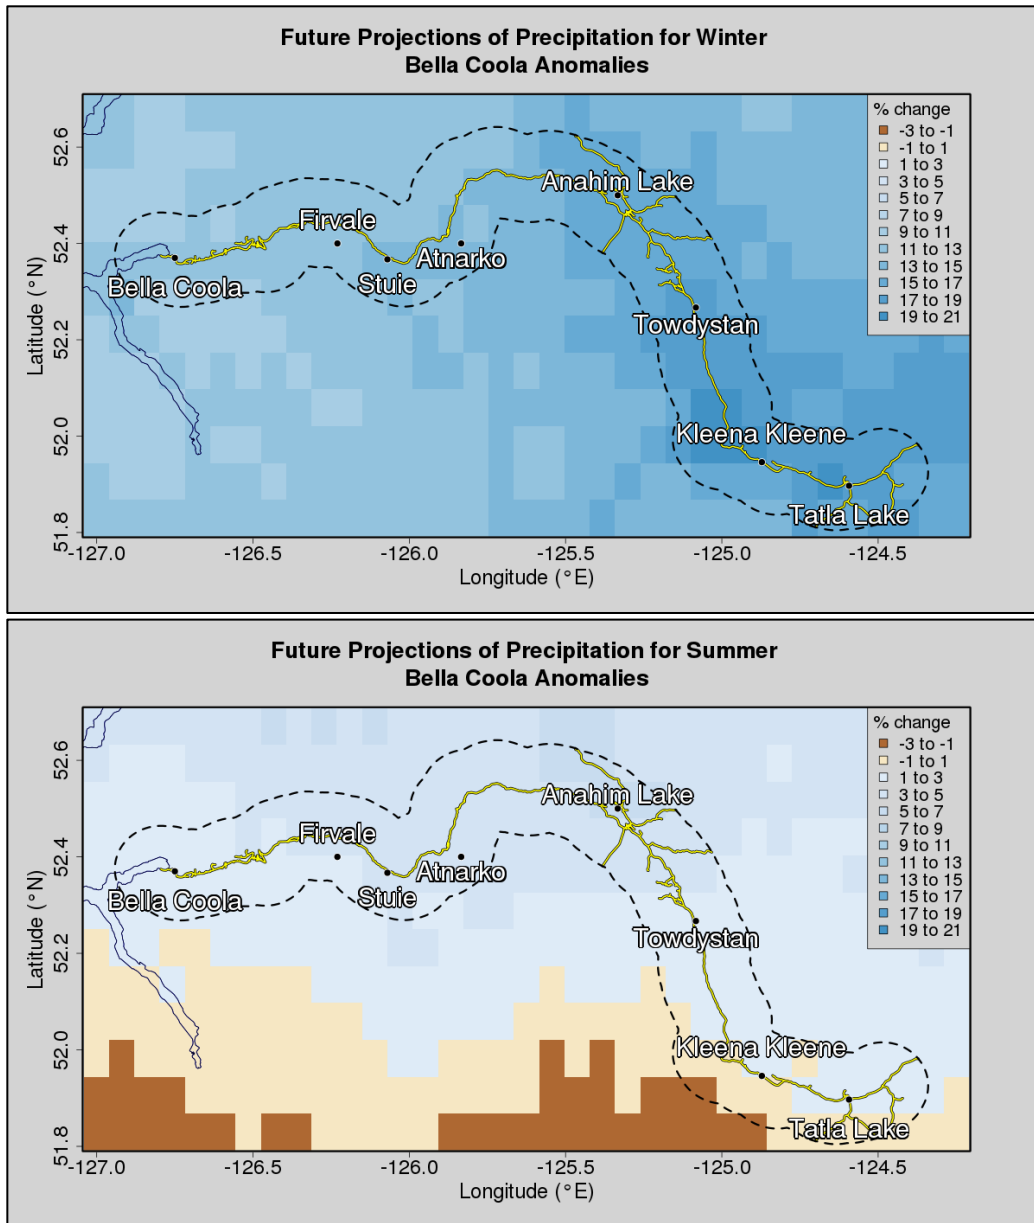 Future Projections of Precipitation for Winter
Bella Coola Anomalies
% change
-3 to -1
-1 to 1
1 to 3
3 to 5
5 to 7
7 to 9
9 to 11
11 to 13
13 to 15
15 to 17
17 to 19
19 to 21
Anahim Lake
Firvale
Atnarko
Bella Coola
Stuie
Towdystan
Kleena Kleene
Tatla Lake
52.6
52.4
52.2
52.0
51.8
Latitude (°N)
-127.0 -126.5 -126.0 -125.5 -125.0 -124.5
Longitude (°E)
Future Projections of Precipitation for Summer
Bella Coola Anomalies
% change
-3 to -1
-1 to 1
1 to 3
3 to 5
5 to 7
7 to 9
9 to 11
11 to 13
13 to 15
15 to 17
17 to 19
19 to 21
Anahim Lake
Firvale
Atnarko
Bella Coola
Stuie
Towdystan
Kleena Kleene
Tatla Lake
52.6
52.4
52.2
52.0
51.8
Latitude (°N)
-127.0 -126.5 -126.0 -125.5 -125.0 -124.5
Longitude (°E)